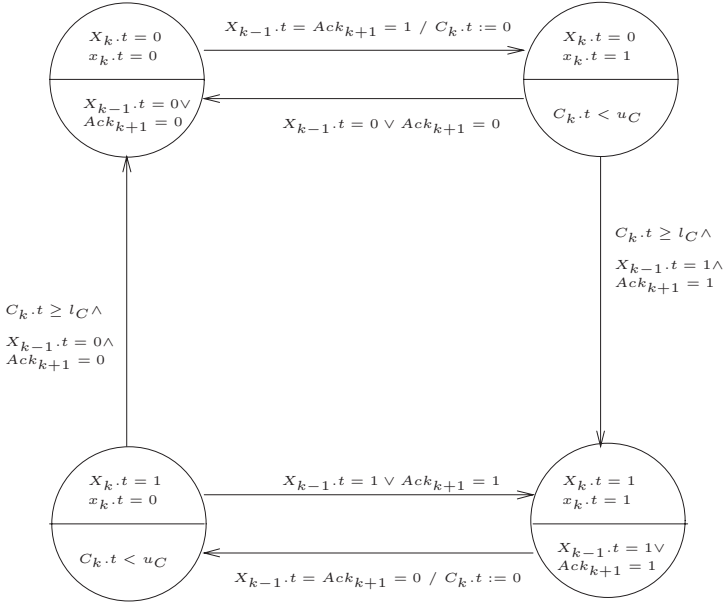 X_k.t = 0
x_k.t = 0
X_{k−1}.t = 0∨
Ack_{k+1} = 0
X_{k−1}.t = Ack_{k+1} = 1 / C_k.t := 0
X_{k−1}.t = 0 ∨ Ack_{k+1} = 0
X_k.t = 0
x_k.t = 1
C_k.t < u_C
C_k.t ≥ l_C∧
X_{k−1}.t = 0∧
Ack_{k+1} = 0
C_k.t ≥ l_C∧
X_{k−1}.t = 1∧
Ack_{k+1} = 1
X_k.t = 1
x_k.t = 0
C_k.t < u_C
X_{k−1}.t = 1 ∨ Ack_{k+1} = 1
X_{k−1}.t = Ack_{k+1} = 0 / C_k.t := 0
X_k.t = 1
x_k.t = 1
X_{k−1}.t = 1∨
Ack_{k+1} = 1